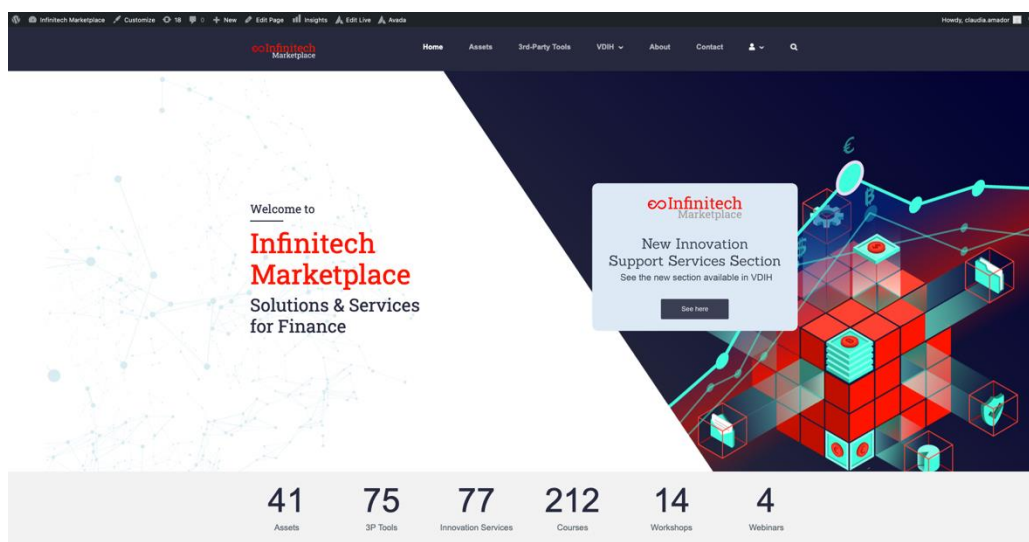 Infinitech Marketplace Customize 18 0 + New Edit Page Insights Edit Live Avada Howdy, claudia.amador
Infinitech
Marketplace
Home Assets 3rd-Party Tools VDIH About Contact
Welcome to
Infinitech
Marketplace
Solutions & Services
for Finance
Infinitech
Marketplace
New Innovation
Support Services Section
See the new section available in VDIH
See here
€
B
41 75 77 212 14 4
Assets 3P Tools Innovation Services Courses Workshops Webinars